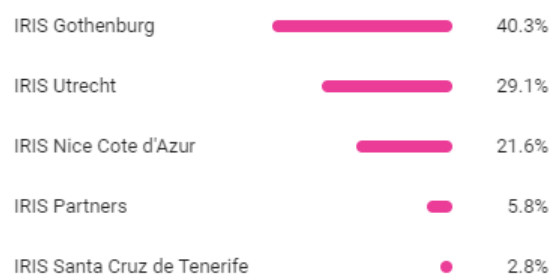 IRIS Gothenburg 40.3%
IRIS Utrecht 29.1%
IRIS Nice Cote d'Azur 21.6%
IRIS Partners 5.8%
IRIS Santa Cruz de Tenerife 2.8%